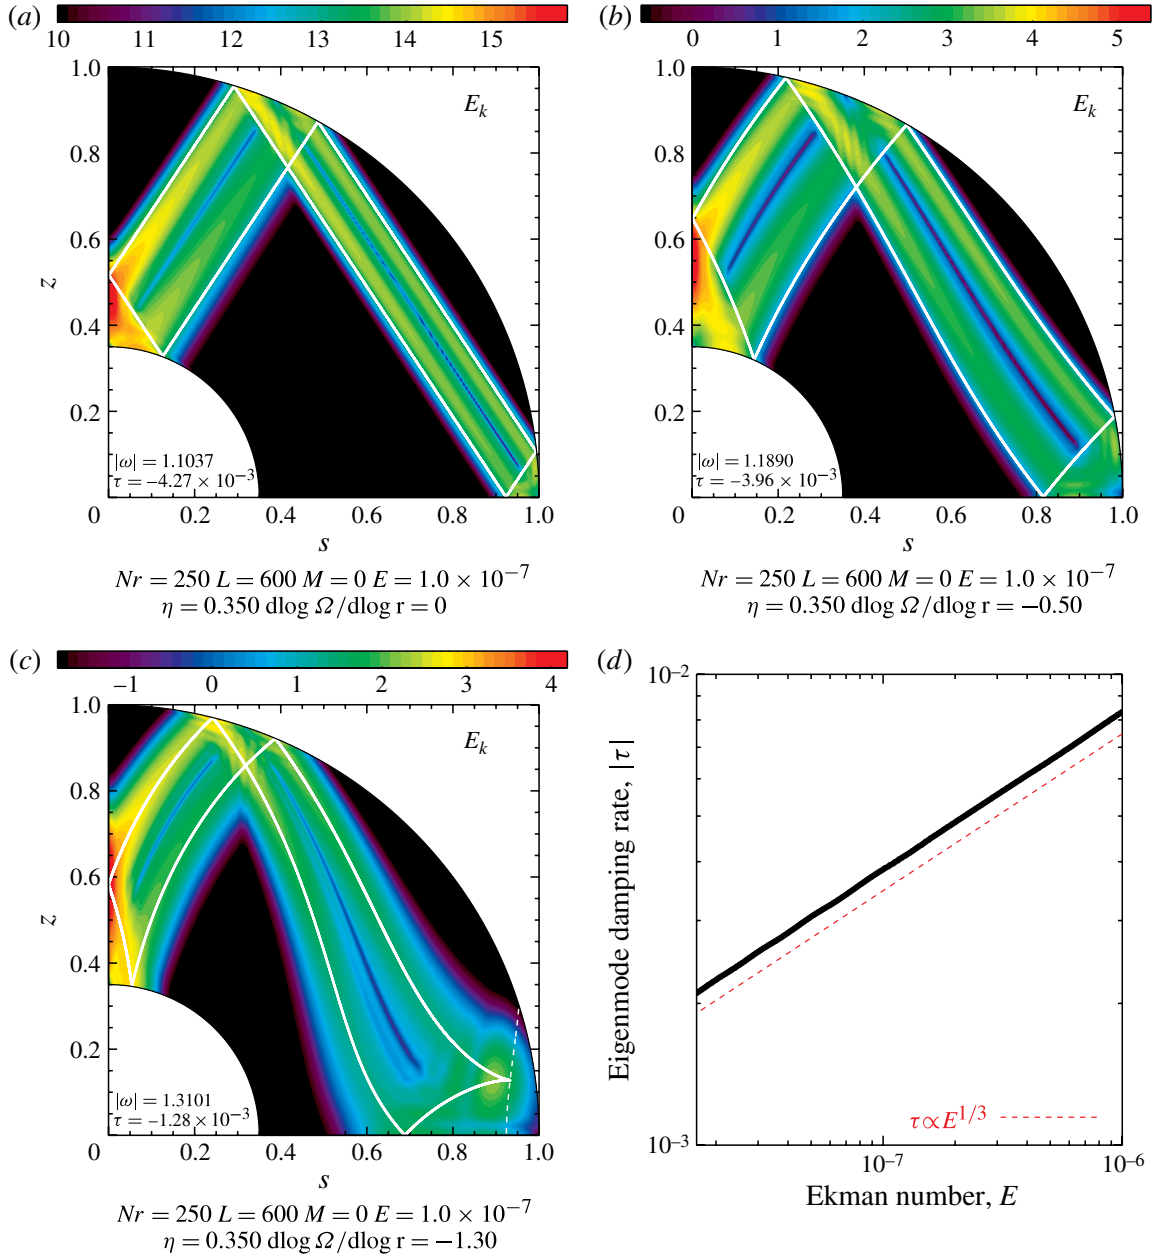 (a)
10 11 12 13 14 15
1.0
0.8
0.6
z
0.4
0.2
0 0.2 0.4 0.6 0.8 1.0
s
E_k
|ω| = 1.1037
τ = −4.27 × 10⁻³
Nr = 250 L = 600 M = 0 E = 1.0 × 10⁻⁷
η = 0.350 dlog Ω/dlog r = 0
(b)
0 1 2 3 4 5
1.0
0.8
0.6
z
0.4
0.2
0 0.2 0.4 0.6 0.8 1.0
s
E_k
|ω| = 1.1890
τ = −3.96 × 10⁻³
Nr = 250 L = 600 M = 0 E = 1.0 × 10⁻⁷
η = 0.350 dlog Ω/dlog r = −0.50
(c)
−1 0 1 2 3 4
1.0
0.8
0.6
z
0.4
0.2
0 0.2 0.4 0.6 0.8 1.0
s
E_k
|ω| = 1.3101
τ = −1.28 × 10⁻³
Nr = 250 L = 600 M = 0 E = 1.0 × 10⁻⁷
η = 0.350 dlog Ω/dlog r = −1.30
(d)
10⁻²
Eigenmode damping rate, |τ|
10⁻³
τ∝E^{1/3}
10⁻⁷ 10⁻⁶
Ekman number, E